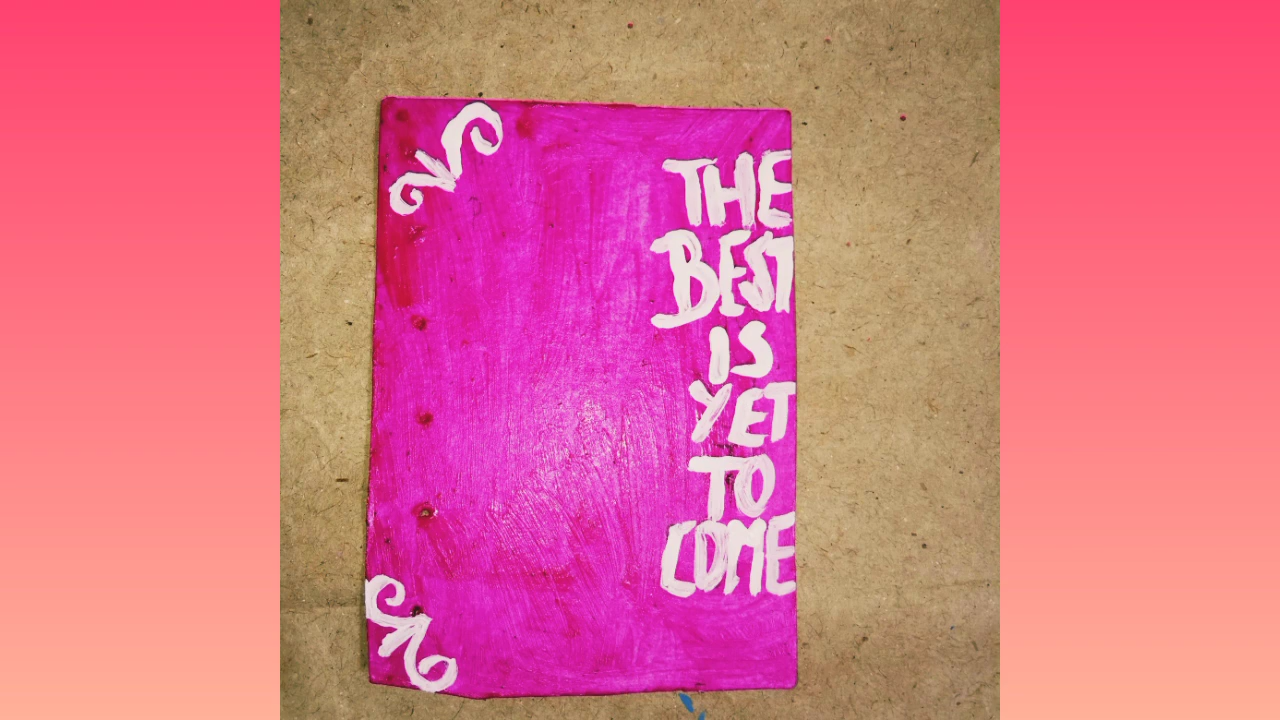 THE
BEST
IS
YET
TO
COME